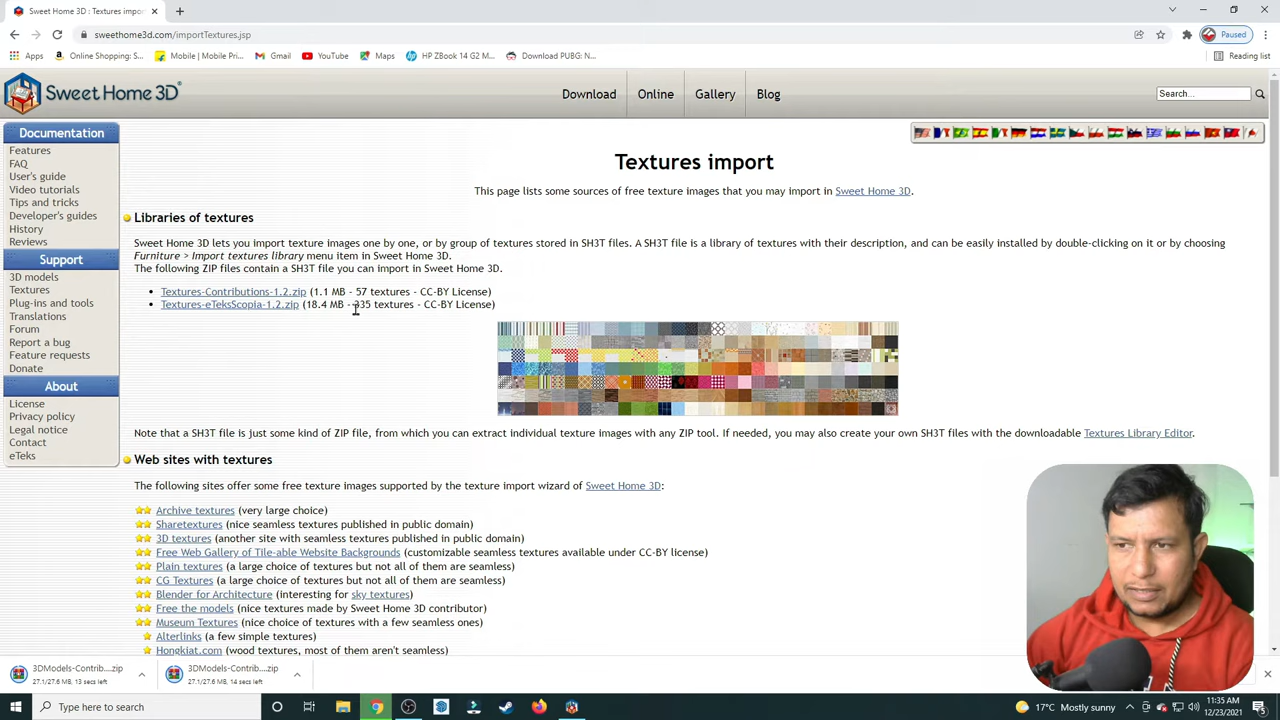 Sweet Home 3D : Textures import
sweethome3d.com/importTextures.jsp
Paused
Apps
Online Shopping: S...
Mobile | Mobile Pri...
Gmail
YouTube
Maps
HP ZBook 14 G2 M...
Download PUBG: N...
Reading list
Sweet Home 3D
Download
Online
Gallery
Blog
Search...
Documentation
Features
FAQ
User's guide
Video tutorials
Tips and tricks
Developer's guides
History
Reviews
Support
3D models
Textures
Plug-ins and tools
Translations
Forum
Report a bug
Feature requests
Donate
About
License
Privacy policy
Legal notice
Contact
eTeks
Textures import
This page lists some sources of free texture images that you may import in Sweet Home 3D.
Libraries of textures
Sweet Home 3D lets you import texture images one by one, or by group of textures stored in SH3T files. A SH3T file is a library of textures with their description, and can be easily installed by double-clicking on it or by choosing
Furniture > Import textures library menu item in Sweet Home 3D.
The following ZIP files contain a SH3T file you can import in Sweet Home 3D.
Textures-Contributions-1.2.zip (1.1 MB - 57 textures - CC-BY License)
Textures-eTeksScopia-1.2.zip (18.4 MB - 335 textures - CC-BY License)
Note that a SH3T file is just some kind of ZIP file, from which you can extract individual texture images with any ZIP tool. If needed, you may also create your own SH3T files with the downloadable Textures Library Editor.
Web sites with textures
The following sites offer some free texture images supported by the texture import wizard of Sweet Home 3D:
Archive textures (very large choice)
Sharetextures (nice seamless textures published in public domain)
3D textures (another site with seamless textures published in public domain)
Free Web Gallery of Tile-able Website Backgrounds (customizable seamless textures available under CC-BY license)
Plain textures (a large choice of textures but not all of them are seamless)
CG Textures (a large choice of textures but not all of them are seamless)
Blender for Architecture (interesting for sky textures)
Free the models (nice textures made by Sweet Home 3D contributor)
Museum Textures (nice choice of textures with a few seamless ones)
Alterlinks (a few simple textures)
Hongkiat.com (wood textures, most of them aren't seamless)
3DModels-Contrib....zip
27.1/27.6 MB, 13 secs left
3DModels-Contrib....zip
27.1/27.6 MB, 14 secs left
Type here to search
17°C Mostly sunny
11:35 AM
12/23/2021